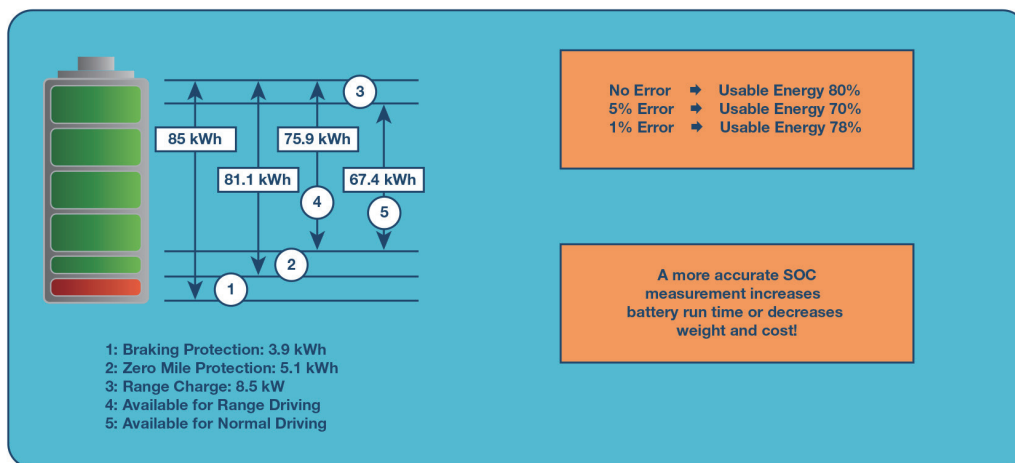 3
85 kWh
75.9 kWh
81.1 kWh
67.4 kWh
4
5
2
1
1: Braking Protection: 3.9 kWh
2: Zero Mile Protection: 5.1kWh
3: Range Charge: 8.5 kW
4: Available for Range Driving
5: Available for Normal Driving
No Error ➡ Usable Energy 80%
5% Error ➡ Usable Energy 70%
1% Error ➡ Usable Energy 78%
A more accurate SOC
measurement increases
battery run time or decreases
weight and cost!